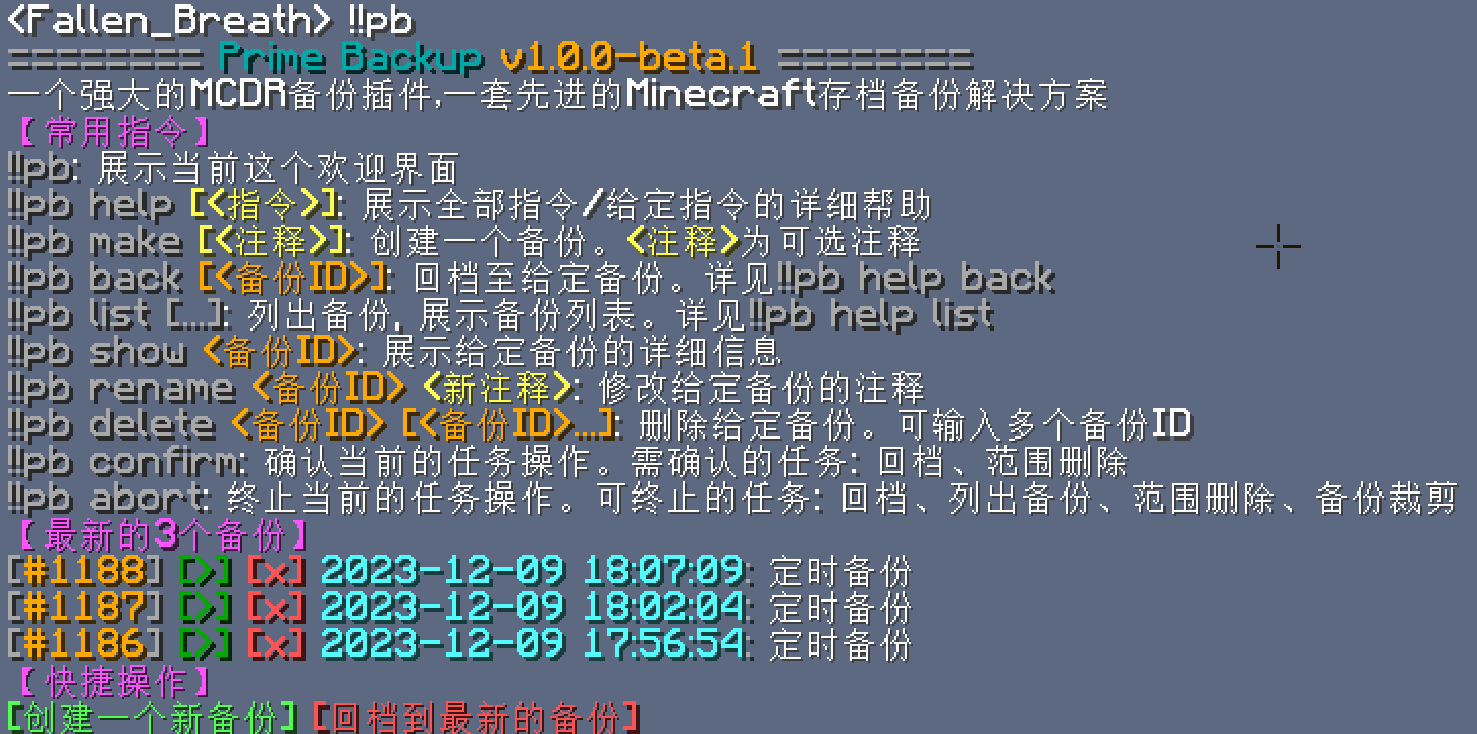 <Fallen_Breath> !!pb
======== Prime Backup v1.0.0-beta.1 ========
一个强大的MCDR备份插件,一套先进的Minecraft存档备份解决方案
【常用指令】
!!pb: 展示当前这个欢迎界面
!!pb help [<指令>]: 展示全部指令/给定指令的详细帮助
!!pb make [<注释>]: 创建一个备份。<注释>为可选注释
!!pb back [<备份ID>]: 回档至给定备份。详见!!pb help back
!!pb list [...]: 列出备份, 展示备份列表。详见!!pb help list
!!pb show <备份ID>: 展示给定备份的详细信息
!!pb rename <备份ID> <新注释>: 修改给定备份的注释
!!pb delete <备份ID> [<备份ID>...]: 删除给定备份。可输入多个备份ID
!!pb confirm: 确认当前的任务操作。需确认的任务: 回档、范围删除
!!pb abort: 终止当前的任务操作。可终止的任务: 回档、列出备份、范围删除、备份裁剪
【最新的3个备份】
[#1188] [>] [x] 2023-12-09 18:07:09: 定时备份
[#1187] [>] [x] 2023-12-09 18:02:04: 定时备份
[#1186] [>] [x] 2023-12-09 17:56:54: 定时备份
【快捷操作】
[创建一个新备份] [回档到最新的备份]